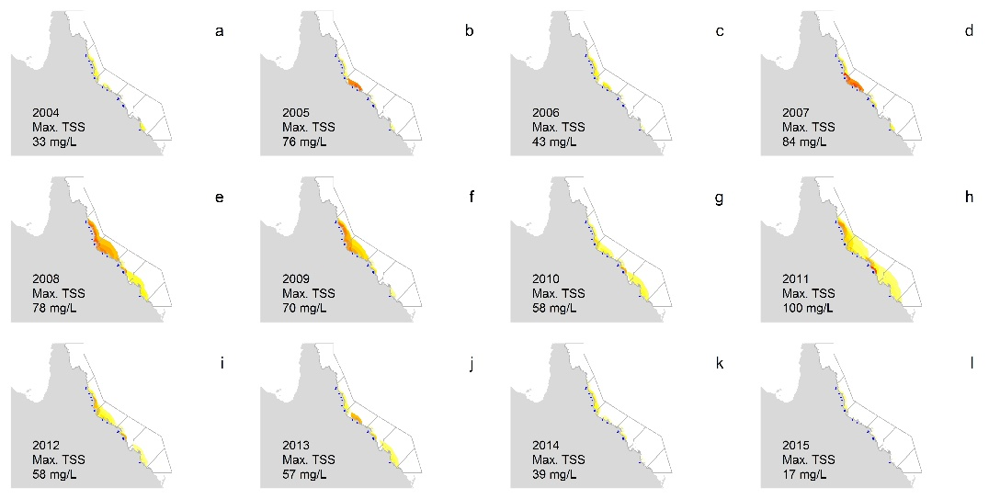 a
2004
Max. TSS
33 mg/L
b
2005
Max. TSS
76 mg/L
c
2006
Max. TSS
43 mg/L
d
2007
Max. TSS
84 mg/L
e
2008
Max. TSS
78 mg/L
f
2009
Max. TSS
70 mg/L
g
2010
Max. TSS
58 mg/L
h
2011
Max. TSS
100 mg/L
i
2012
Max. TSS
58 mg/L
j
2013
Max. TSS
57 mg/L
k
2014
Max. TSS
39 mg/L
l
2015
Max. TSS
17 mg/L